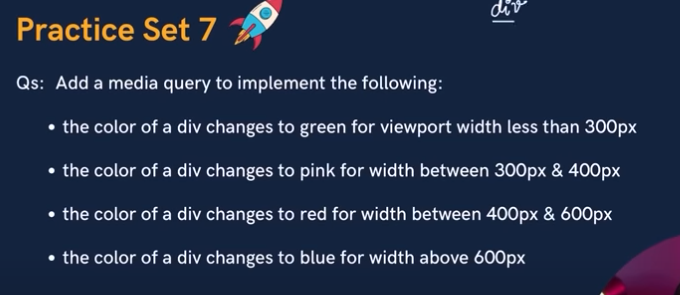 div
Practice Set 7
Qs: Add a media query to implement the following:
• the color of a div changes to green for viewport width less than 300px
• the color of a div changes to pink for width between 300px & 400px
• the color of a div changes to red for width between 400px & 600px
• the color of a div changes to blue for width above 600px